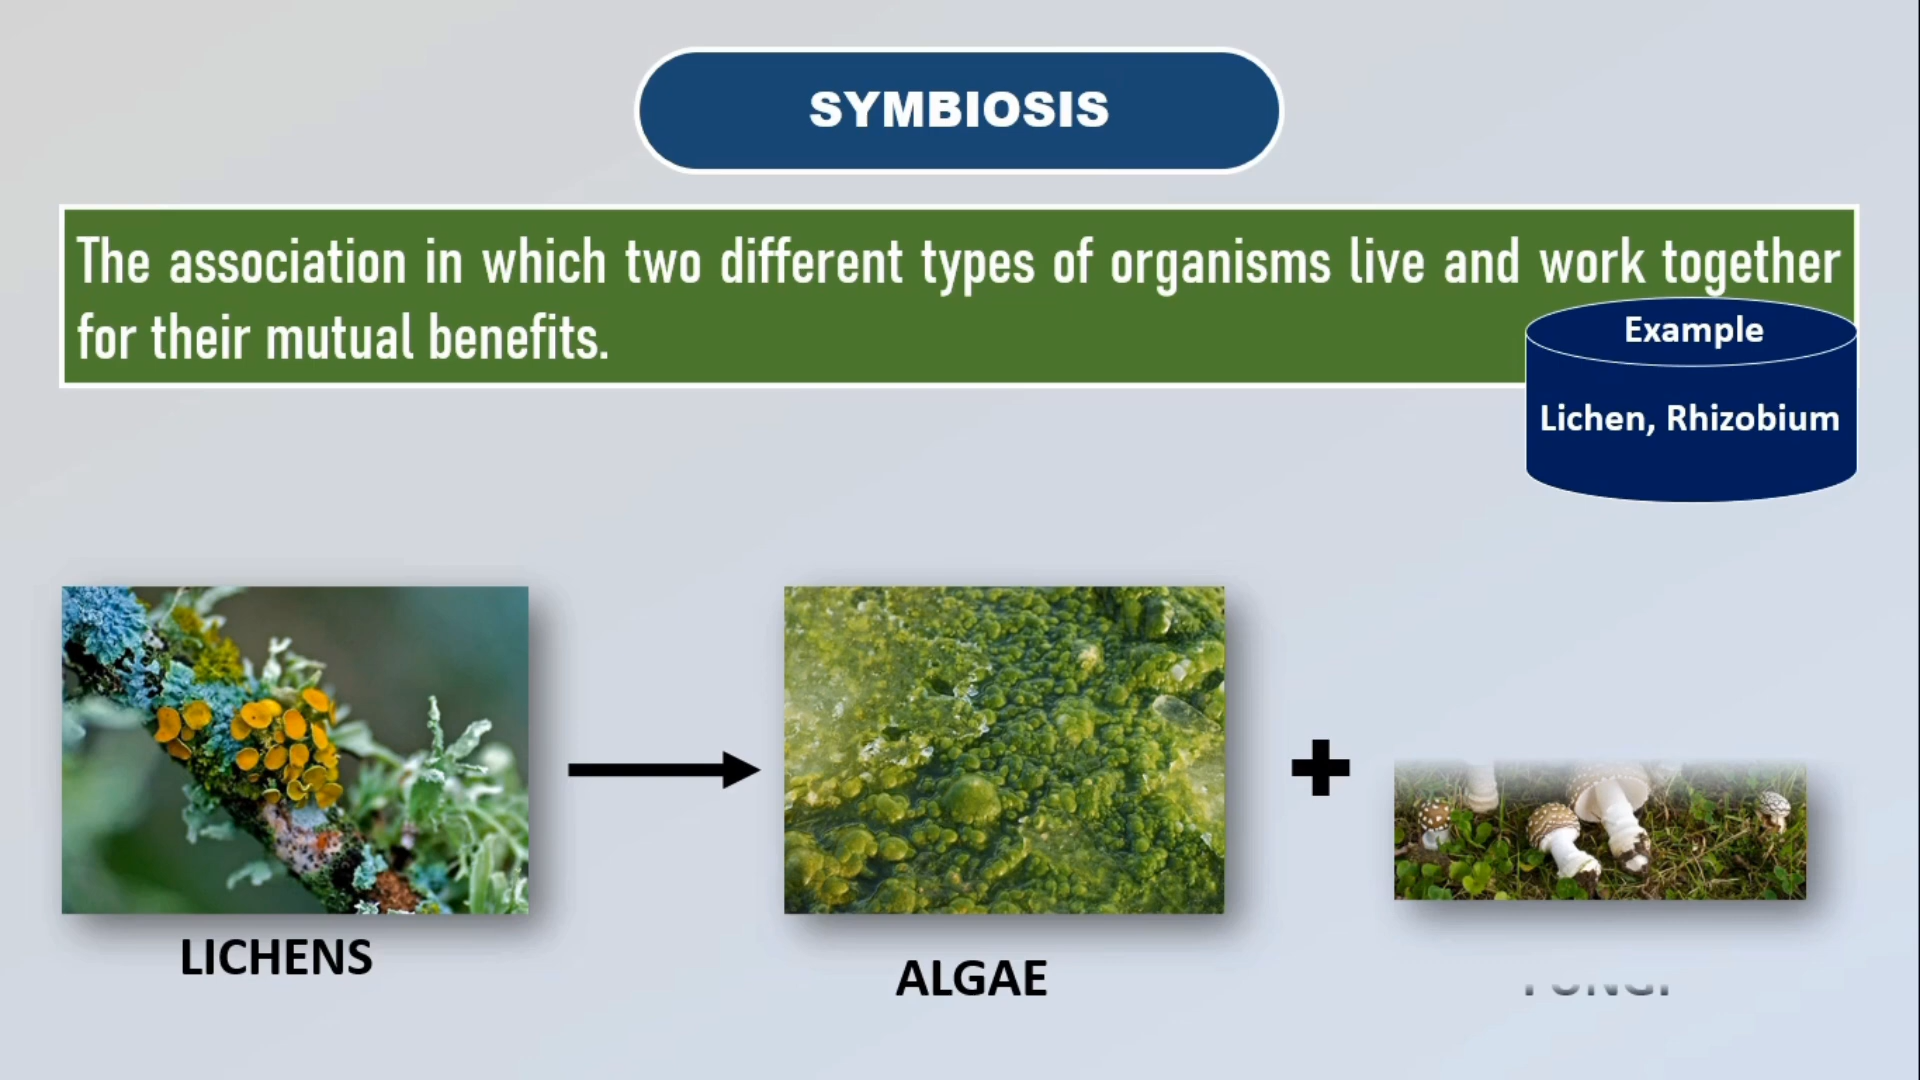 SYMBIOSIS
The association in which two different types of organisms live and work together
for their mutual benefits.
Example
Lichen, Rhizobium
LICHENS
ALGAE
FUNGI